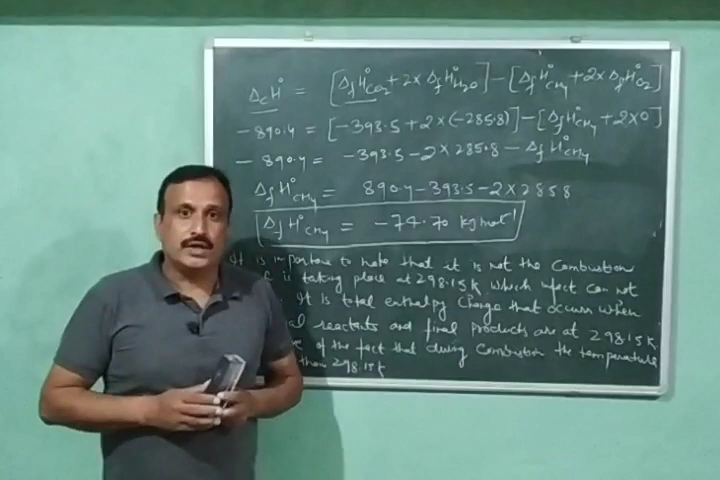 ΔcH° = [ΔfH°CO2 + 2× ΔfH°H2O] − [ΔfH°CH4 + 2× ΔfH°O2]
− 890.4 = [−393.5 + 2 × (−285.8)] − [ΔfH°CH4 + 2×0]
− 890.4 = −393.5 − 2 × 285.8 − ΔfH°CH4
ΔfH°CH4 = 890.4 − 393.5 − 2 × 285 8
ΔfH°CH4 = −74.70 kJ mol-1
It is important to note that it is not the Combustion
is taking place at 298.15K which infact can not
It is total enthalpy Change that occurs when
reactants and final products are at 298.15K.
of the fact that during Combustion the temperature
than 298.15K